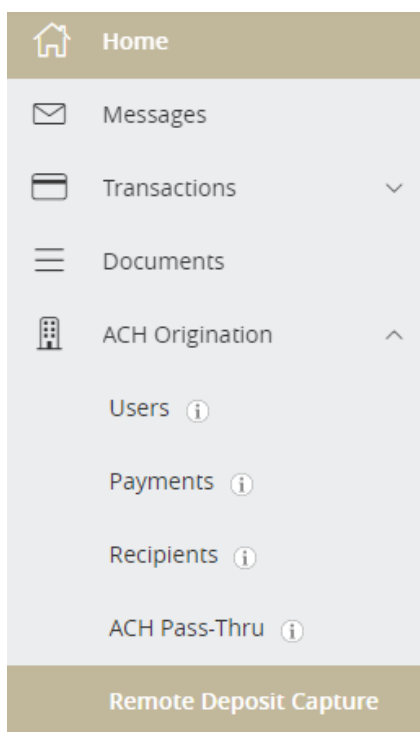 Home
Messages
Transactions
Documents
ACH Origination
Users
Payments
Recipients
ACH Pass-Thru
Remote Deposit Capture